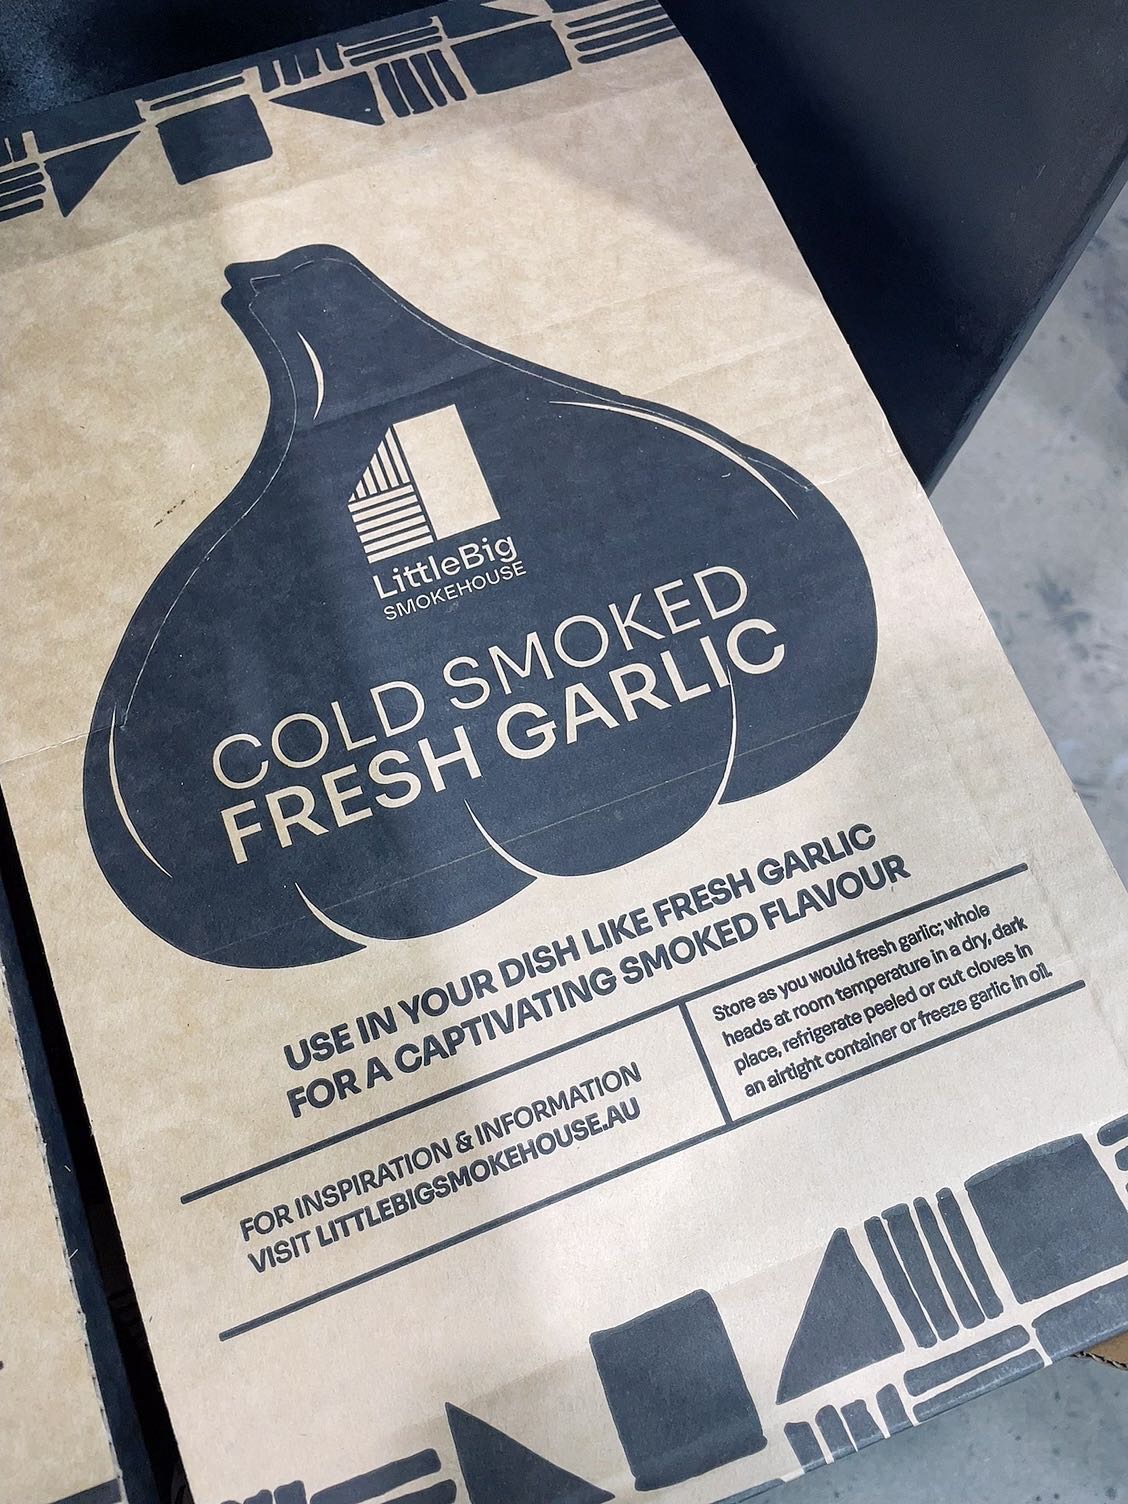 LittleBig
SMOKEHOUSE
COLD SMOKED
FRESH GARLIC
USE IN YOUR DISH LIKE FRESH GARLIC
FOR A CAPTIVATING SMOKED FLAVOUR
Store as you would fresh garlic; whole
heads at room temperature in a dry, dark
place, refrigerate peeled or cut cloves in
an airtight container or freeze garlic in oil.
FOR INSPIRATION & INFORMATION
VISIT LITTLEBIGSMOKEHOUSE.AU